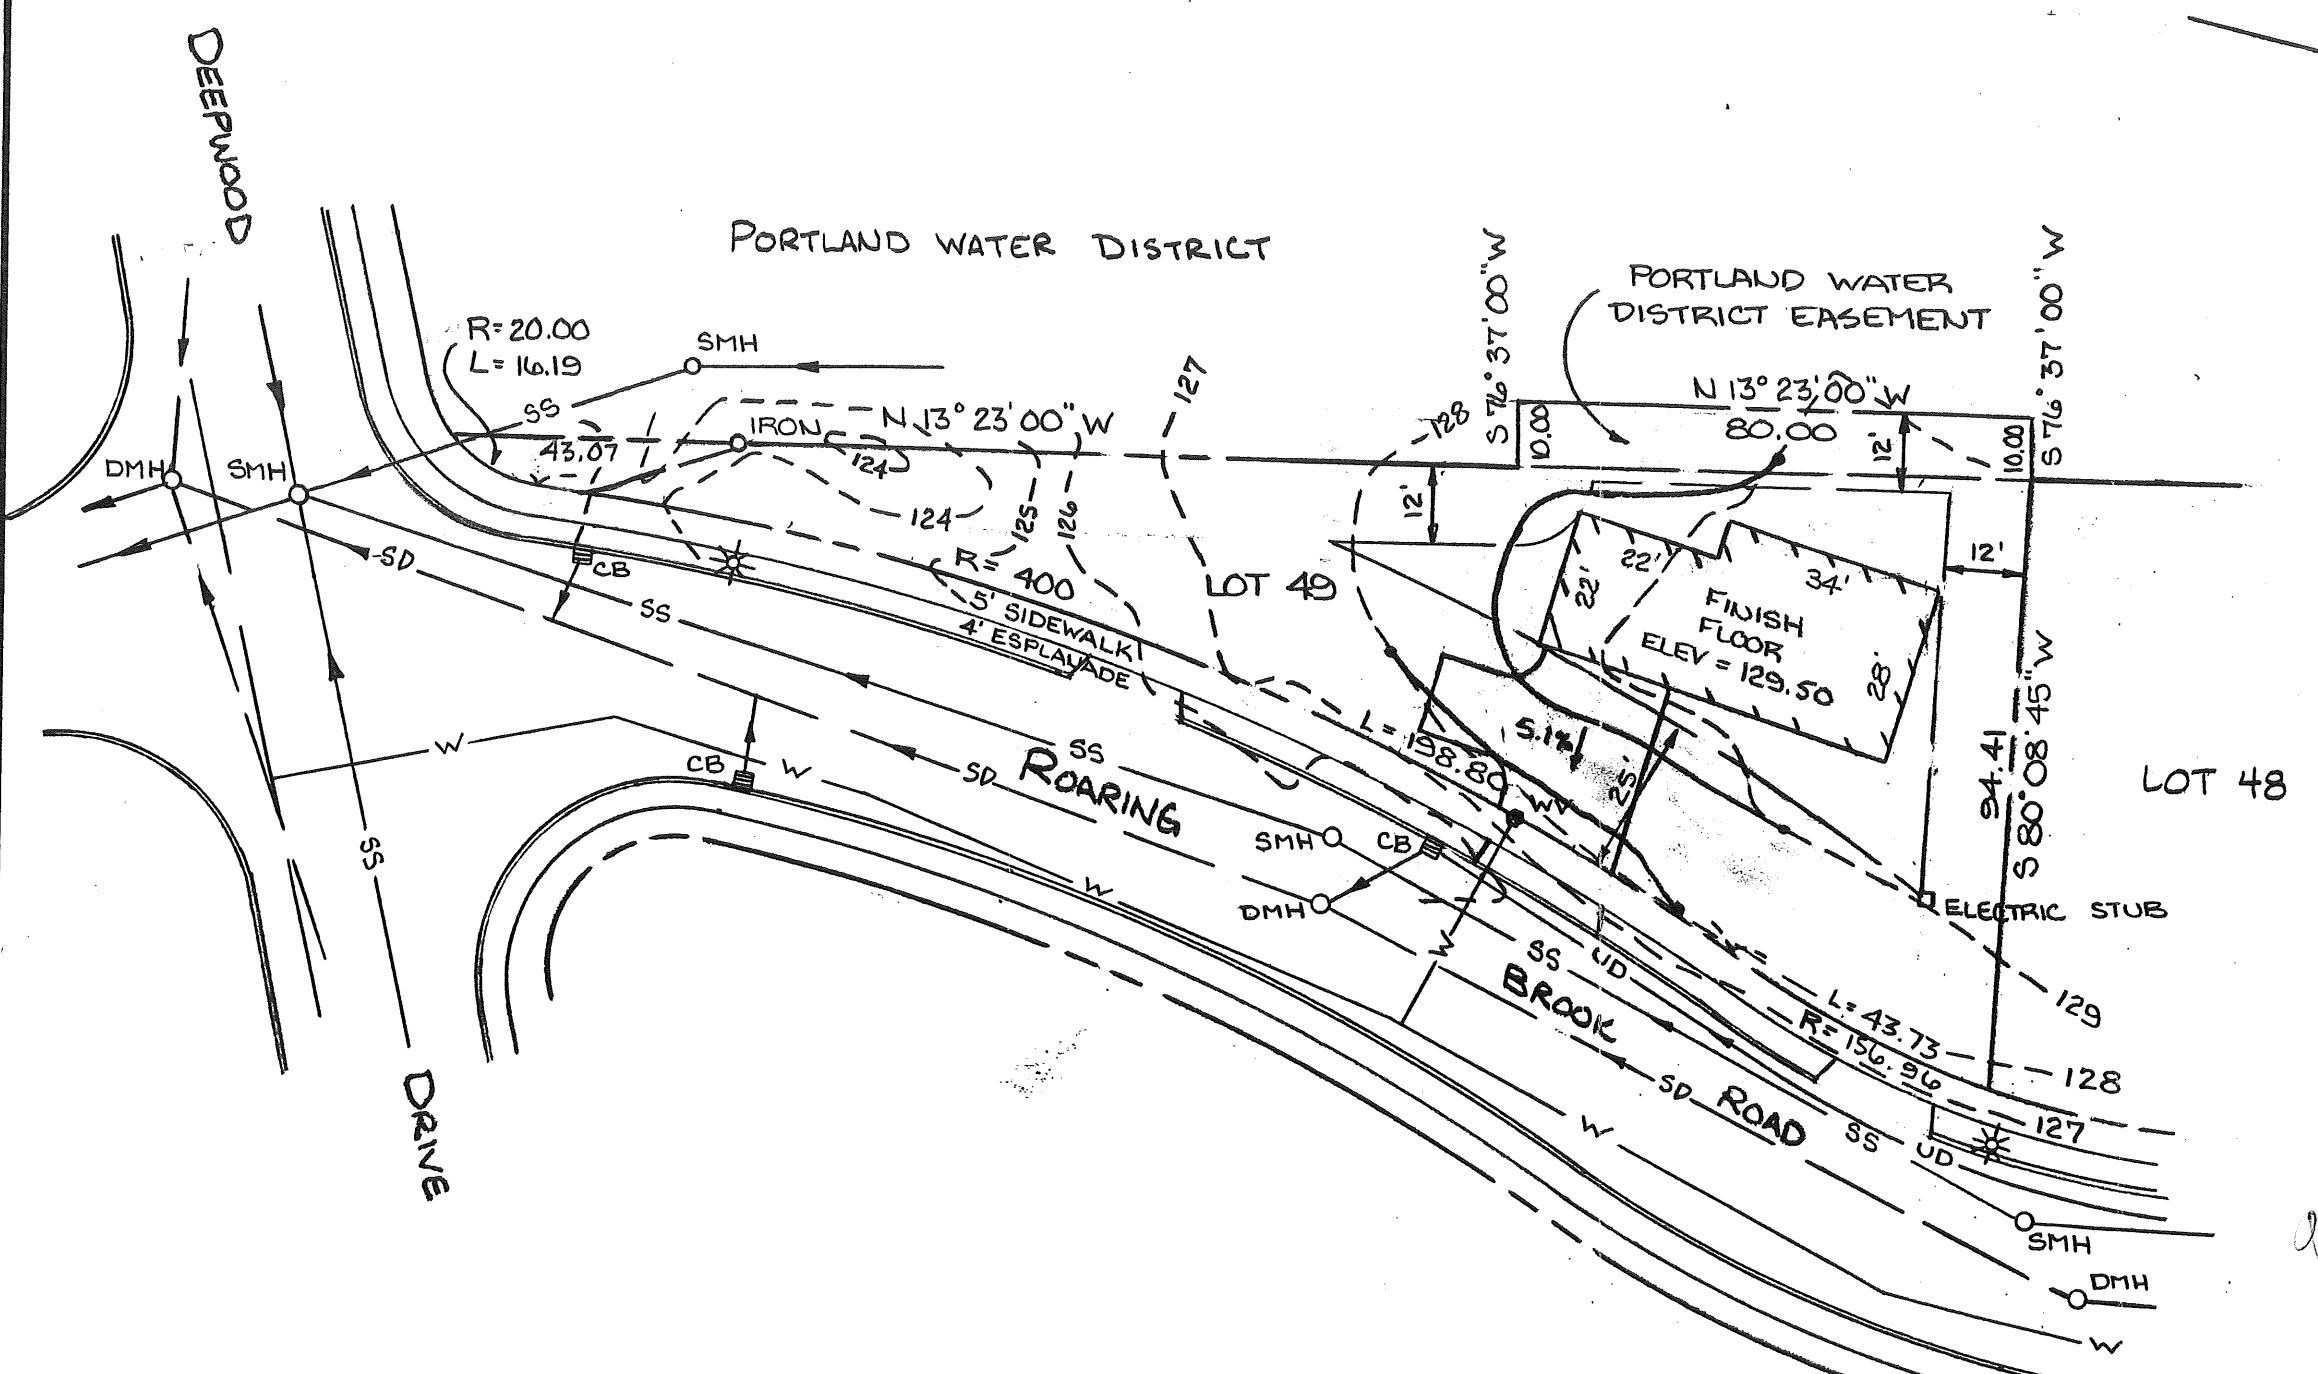 DEEPWOOD
PORTLAND WATER DISTRICT
PORTLAND WATER
DISTRICT EASEMENT
S 76° 37' 00" W
S 76° 37' 00" W
R= 20.00
L= 16.19
SMH
127
N 13° 23' 00" W
80.00
10.00
10.00
12'
128
SS
IRON
N 13° 23' 00" W
43.07
124
124
125
126
12'
DMH
SMH
SD
CB
R=
400
LOT 49
22'
22'
34'
12'
FINISH
FLOOR
ELEV = 129.50
28'
SS
5' SIDEWALK
4' ESPLANADE
L= 198.80
5.1%
25'
WV
94.41
S 80° 08' 45" W
LOT 48
W
CB
W
SS
SD
ROARING
SS
SMH
CB
W
DMH
ELECTRIC STUB
W
SS
UD
BROOK
129
L= 43.73
R= 156.96
128
SD
ROAD
127
W
SS
UD
DRIVE
SMH
DMH
W